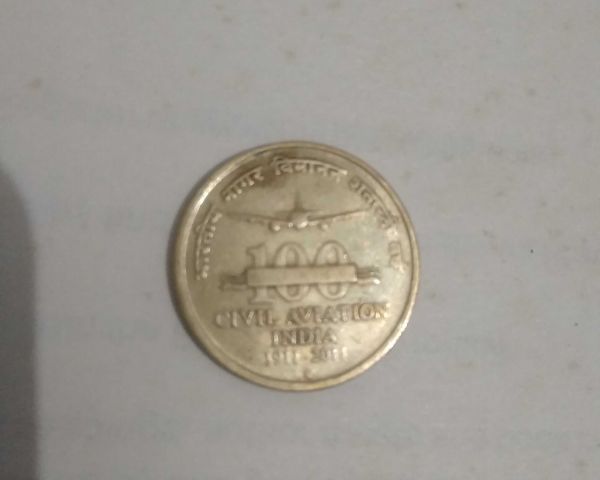 भारतीय नागर विमानन शताब्दी वर्ष
100
CIVIL AVIATION
INDIA
1911-2011